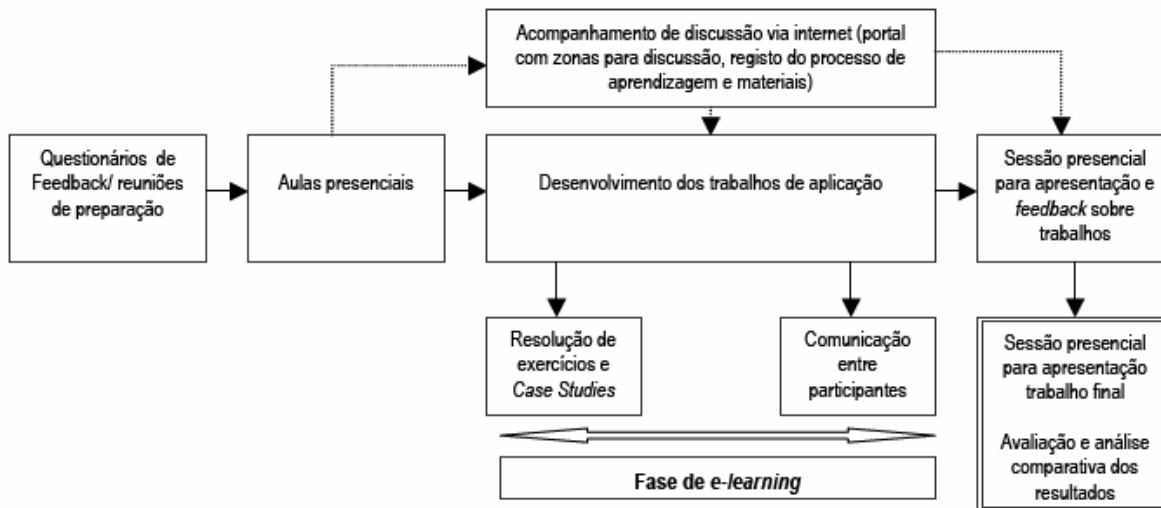 Acompanhamento de discussão via internet (portal
com zonas para discussão, registo do processo de
aprendizagem e materiais)
Questionários de
Feedback/ reuniões
de preparação
Aulas presenciais
Desenvolvimento dos trabalhos de aplicação
Sessão presencial
para apresentação e
feedback sobre
trabalhos
Resolução de
exercícios e
Case Studies
Comunicação
entre
participantes
Sessão presencial
para apresentação
trabalho final
Avaliação e análise
comparativa dos
resultados
Fase de e-learning